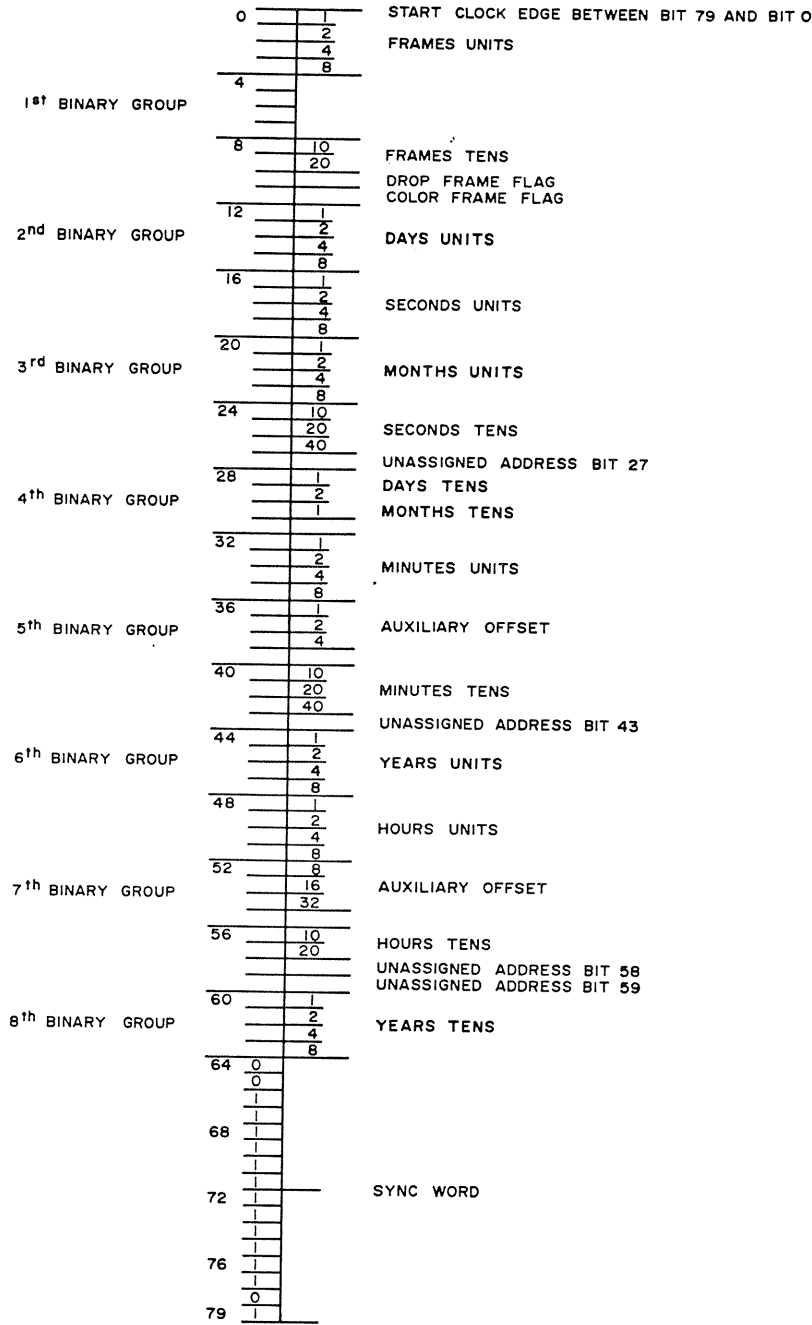 0 1 START CLOCK EDGE BETWEEN BIT 79 AND BIT 0
2
4 FRAMES UNITS
8
4
1st BINARY GROUP
8 10
20 FRAMES TENS
DROP FRAME FLAG
COLOR FRAME FLAG
12 1
2nd BINARY GROUP 2 DAYS UNITS
4
8
16 1
2
4 SECONDS UNITS
8
20 1
3rd BINARY GROUP 2 MONTHS UNITS
4
8
24 10
20 SECONDS TENS
40
UNASSIGNED ADDRESS BIT 27
28 1 DAYS TENS
4th BINARY GROUP 2
1 MONTHS TENS
32 1
2
4 MINUTES UNITS
8
36 1
5th BINARY GROUP 2 AUXILIARY OFFSET
4
40 10
20 MINUTES TENS
40
UNASSIGNED ADDRESS BIT 43
44 1
6th BINARY GROUP 2 YEARS UNITS
4
8
48 1
2 HOURS UNITS
4
8
52 8
7th BINARY GROUP 16 AUXILIARY OFFSET
32
56 10 HOURS TENS
20
UNASSIGNED ADDRESS BIT 58
UNASSIGNED ADDRESS BIT 59
60 1
8th BINARY GROUP 2 YEARS TENS
4
8
64 0
0
1
1
68 1
1
1
1
72 1 SYNC WORD
1
1
1
76 1
1
0
79 1